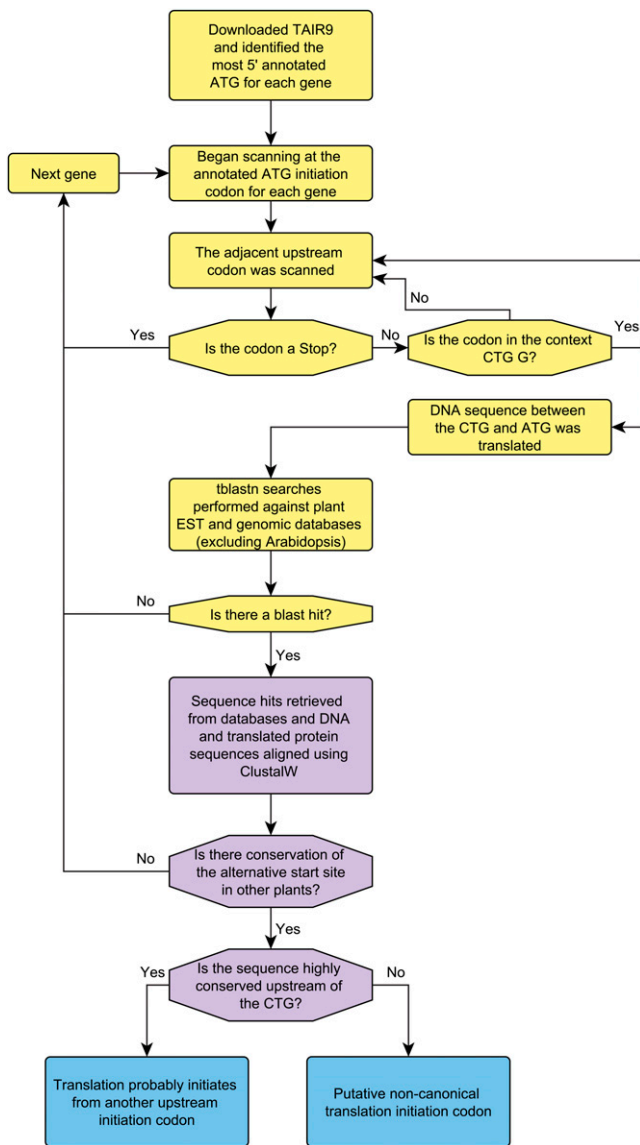 Downloaded TAIR9
and identified the
most 5' annotated
ATG for each gene
Next gene
Began scanning at the
annotated ATG initiation
codon for each gene
The adjacent upstream
codon was scanned
No
Yes
Is the codon a Stop?
No
Is the codon in the context
CTG G?
Yes
DNA sequence between
the CTG and ATG was
translated
tblastn searches
performed against plant
EST and genomic databases
(excluding Arabidopsis)
No
Is there a blast hit?
Yes
Sequence hits retrieved
from databases and DNA
and translated protein
sequences aligned using
ClustalW
No
Is there conservation of
the alternative start site
in other plants?
Yes
Yes
Is the sequence highly
conserved upstream of
the CTG?
No
Translation probably initiates
from another upstream
initiation codon
Putative non-canonical
translation initiation codon